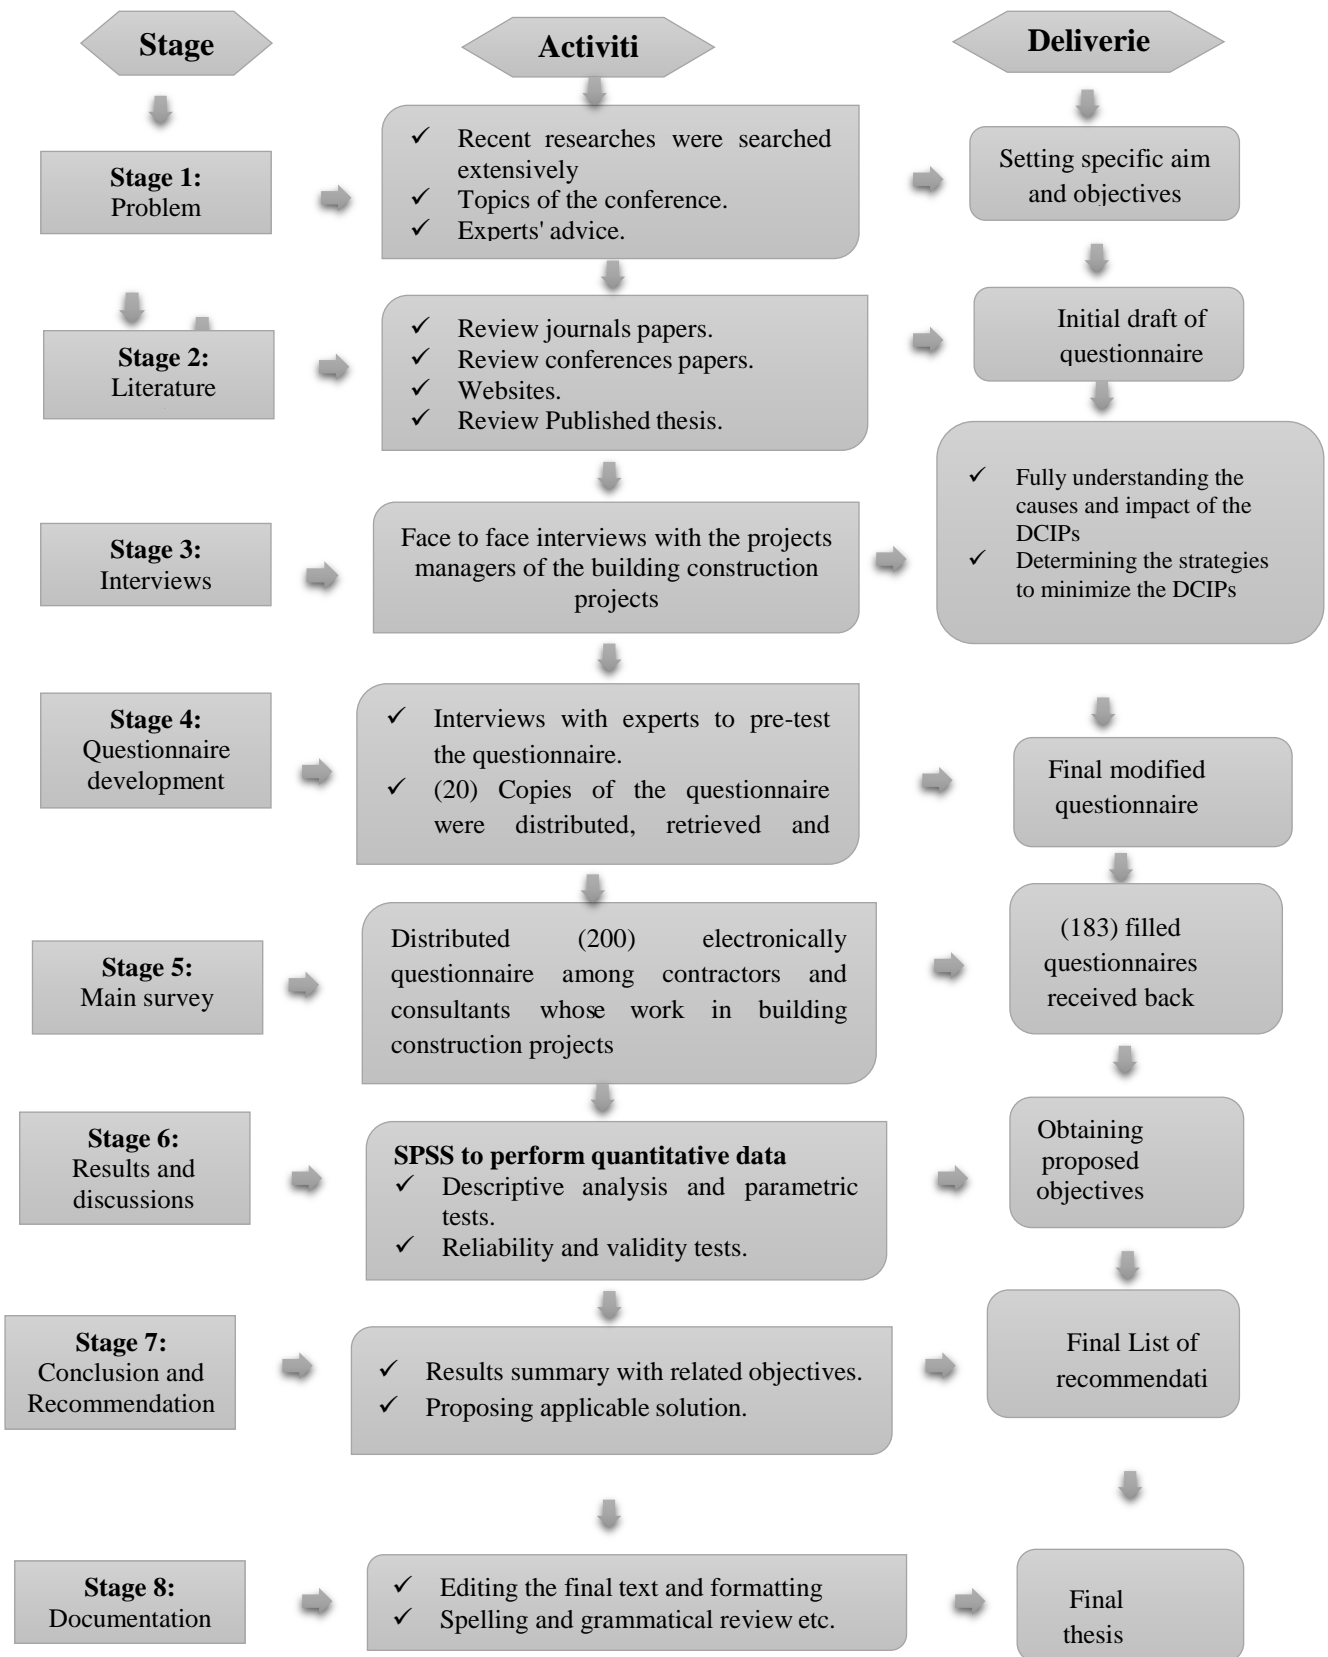 Stage
Activiti
Deliverie
Stage 1:
Problem
✓ Recent researches were searched
extensively
✓ Topics of the conference.
✓ Experts' advice.
Setting specific aim
and objectives
Stage 2:
Literature
✓ Review journals papers.
✓ Review conferences papers.
✓ Websites.
✓ Review Published thesis.
Initial draft of
questionnaire
Stage 3:
Interviews
Face to face interviews with the projects
managers of the building construction
projects
✓ Fully understanding the
causes and impact of the
DCIPs
✓ Determining the strategies
to minimize the DCIPs
Stage 4:
Questionnaire
development
✓ Interviews with experts to pre-test
the questionnaire.
✓ (20) Copies of the questionnaire
were distributed, retrieved and
Final modified
questionnaire
Stage 5:
Main survey
Distributed (200) electronically
questionnaire among contractors and
consultants whose work in building
construction projects
(183) filled
questionnaires
received back
Stage 6:
Results and
discussions
SPSS to perform quantitative data
✓ Descriptive analysis and parametric
tests.
✓ Reliability and validity tests.
Obtaining
proposed
objectives
Stage 7:
Conclusion and
Recommendation
✓ Results summary with related objectives.
✓ Proposing applicable solution.
Final List of
recommendati
Stage 8:
Documentation
✓ Editing the final text and formatting
✓ Spelling and grammatical review etc.
Final
thesis